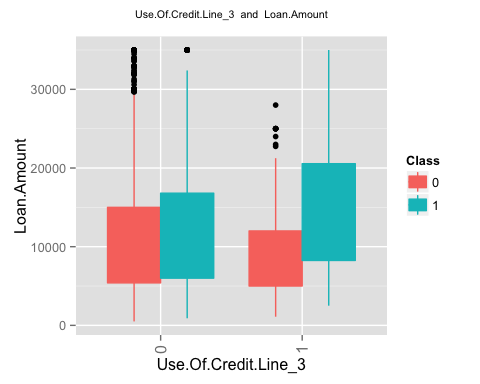 Use.Of.Credit.Line_3 and Loan.Amount
Loan.Amount
30000
20000
10000
0
0
1
Use.Of.Credit.Line_3
Class
0
1